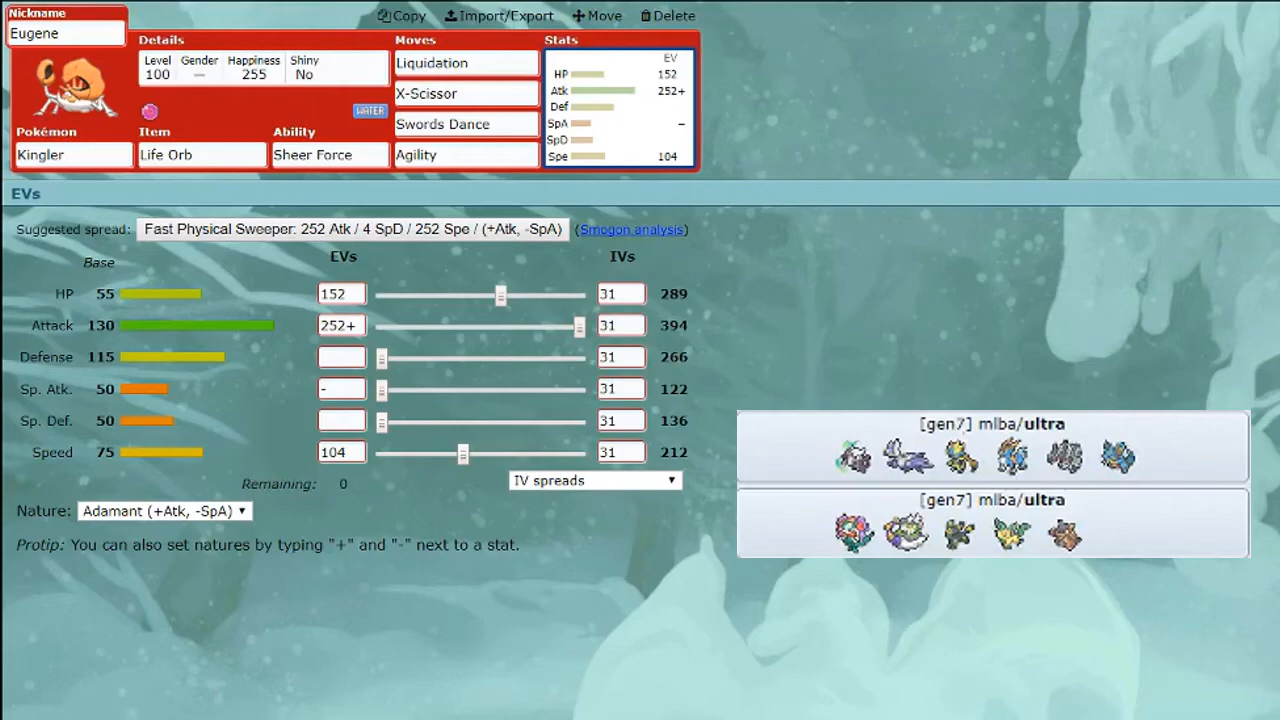 Nickname
Eugene
Copy Import/Export Move Delete
Details
Level Gender Happiness Shiny
100 — 255 No
WATER
Pokémon Item Ability
Kingler Life Orb Sheer Force
Moves
Liquidation
X-Scissor
Swords Dance
Agility
Stats
EV
HP 152
Atk 252+
Def
SpA –
SpD
Spe 104
EVs
Suggested spread: Fast Physical Sweeper: 252 Atk / 4 SpD / 252 Spe / (+Atk, -SpA) (Smogon analysis)
Base EVs IVs
HP 55 152 31 289
Attack 130 252+ 31 394
Defense 115 31 266
Sp. Atk. 50 - 31 122
Sp. Def. 50 31 136
Speed 75 104 31 212
Remaining: 0 IV spreads
Nature: Adamant (+Atk, -SpA)
Protip: You can also set natures by typing "+" and "-" next to a stat.
[gen7] mlba/ultra
[gen7] mlba/ultra